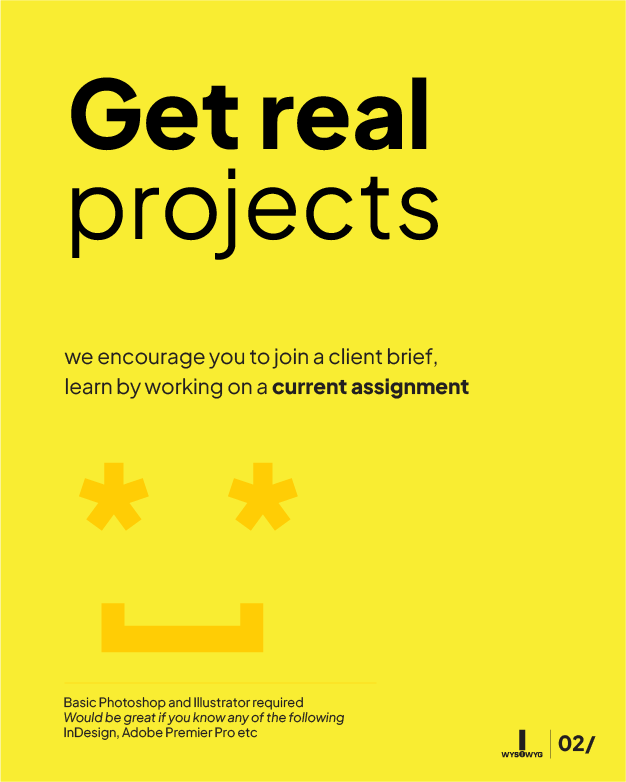 Get real
projects
we encourage you to join a client brief,
learn by working on a current assignment
* *
Basic Photoshop and Illustrator required
Would be great if you know any of the following
InDesign, Adobe Premier Pro etc
WYSIWYG
02/